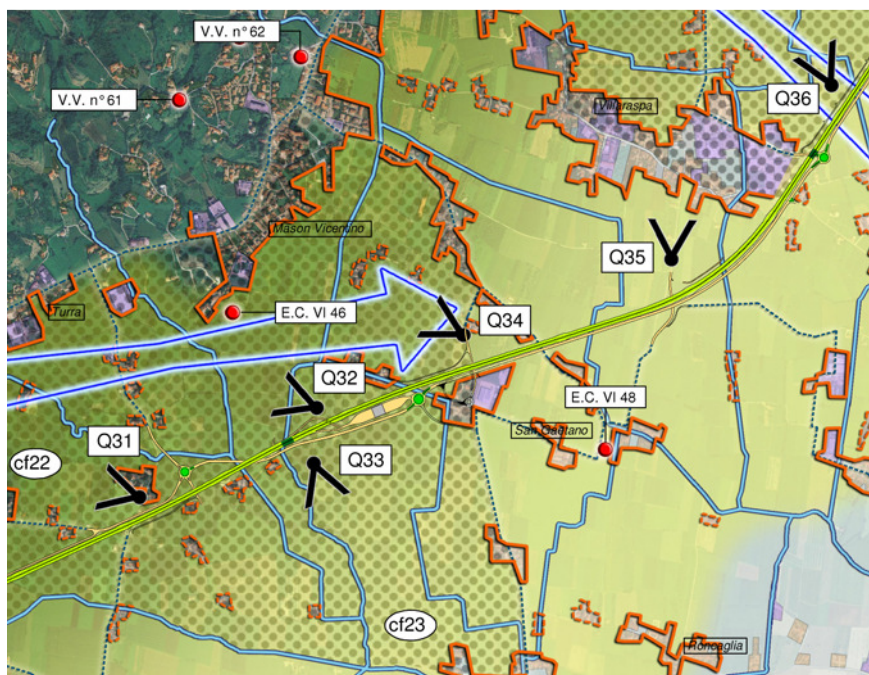 V.V. n° 62
V.V. n° 61
Q36
Villaraspa
Mason Vicentino
Q35
Turra
E.C. VI 46
Q34
Q32
E.C. VI 48
San Gaetano
Q31
Q33
cf22
cf23
Roncaglia